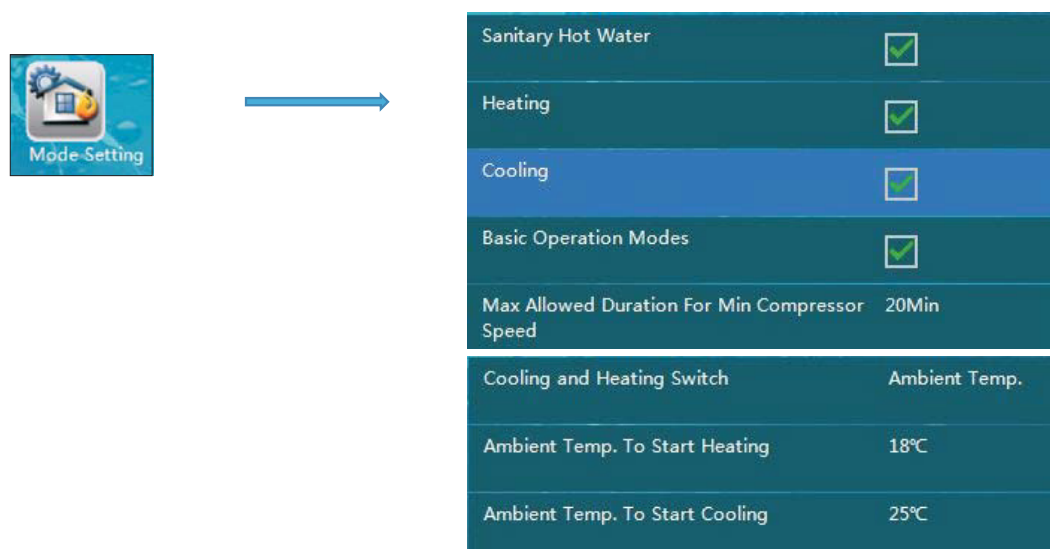 Mode Setting
Sanitary Hot Water
Heating
Cooling
Basic Operation Modes
Max Allowed Duration For Min Compressor 20Min
Speed
Cooling and Heating Switch Ambient Temp.
Ambient Temp. To Start Heating 18℃
Ambient Temp. To Start Cooling 25℃